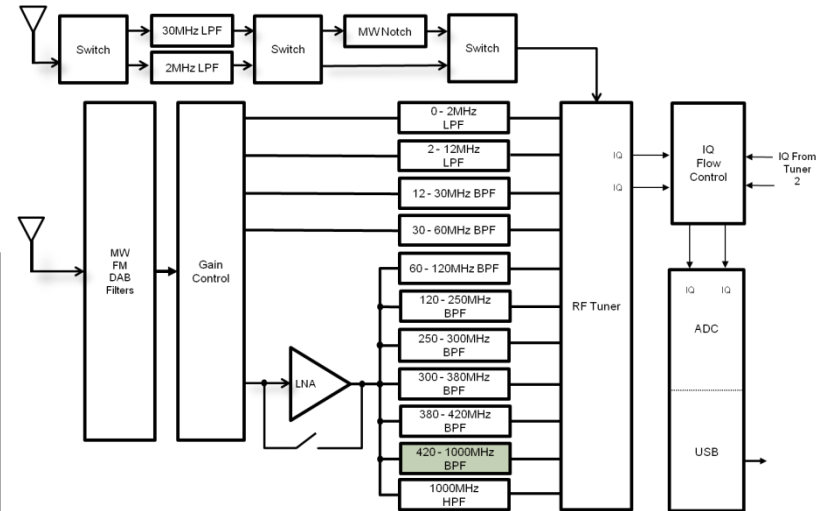 30MHz LPF
MW Notch
Switch
Switch
Switch
2MHz LPF
0 - 2MHz
LPF
2 - 12MHz
LPF
12 - 30MHz BPF
30 - 60MHz BPF
60 - 120MHz BPF
120 - 250MHz
BPF
250 - 300MHz
BPF
300 - 380MHz
BPF
380 - 420MHz
BPF
420 - 1000MHz
BPF
1000MHz
HPF
MW
FM
DAB
Filters
Gain
Control
LNA
RF Tuner
IQ
IQ
IQ
Flow
Control
IQ From
Tuner
2
IQ IQ
ADC
USB